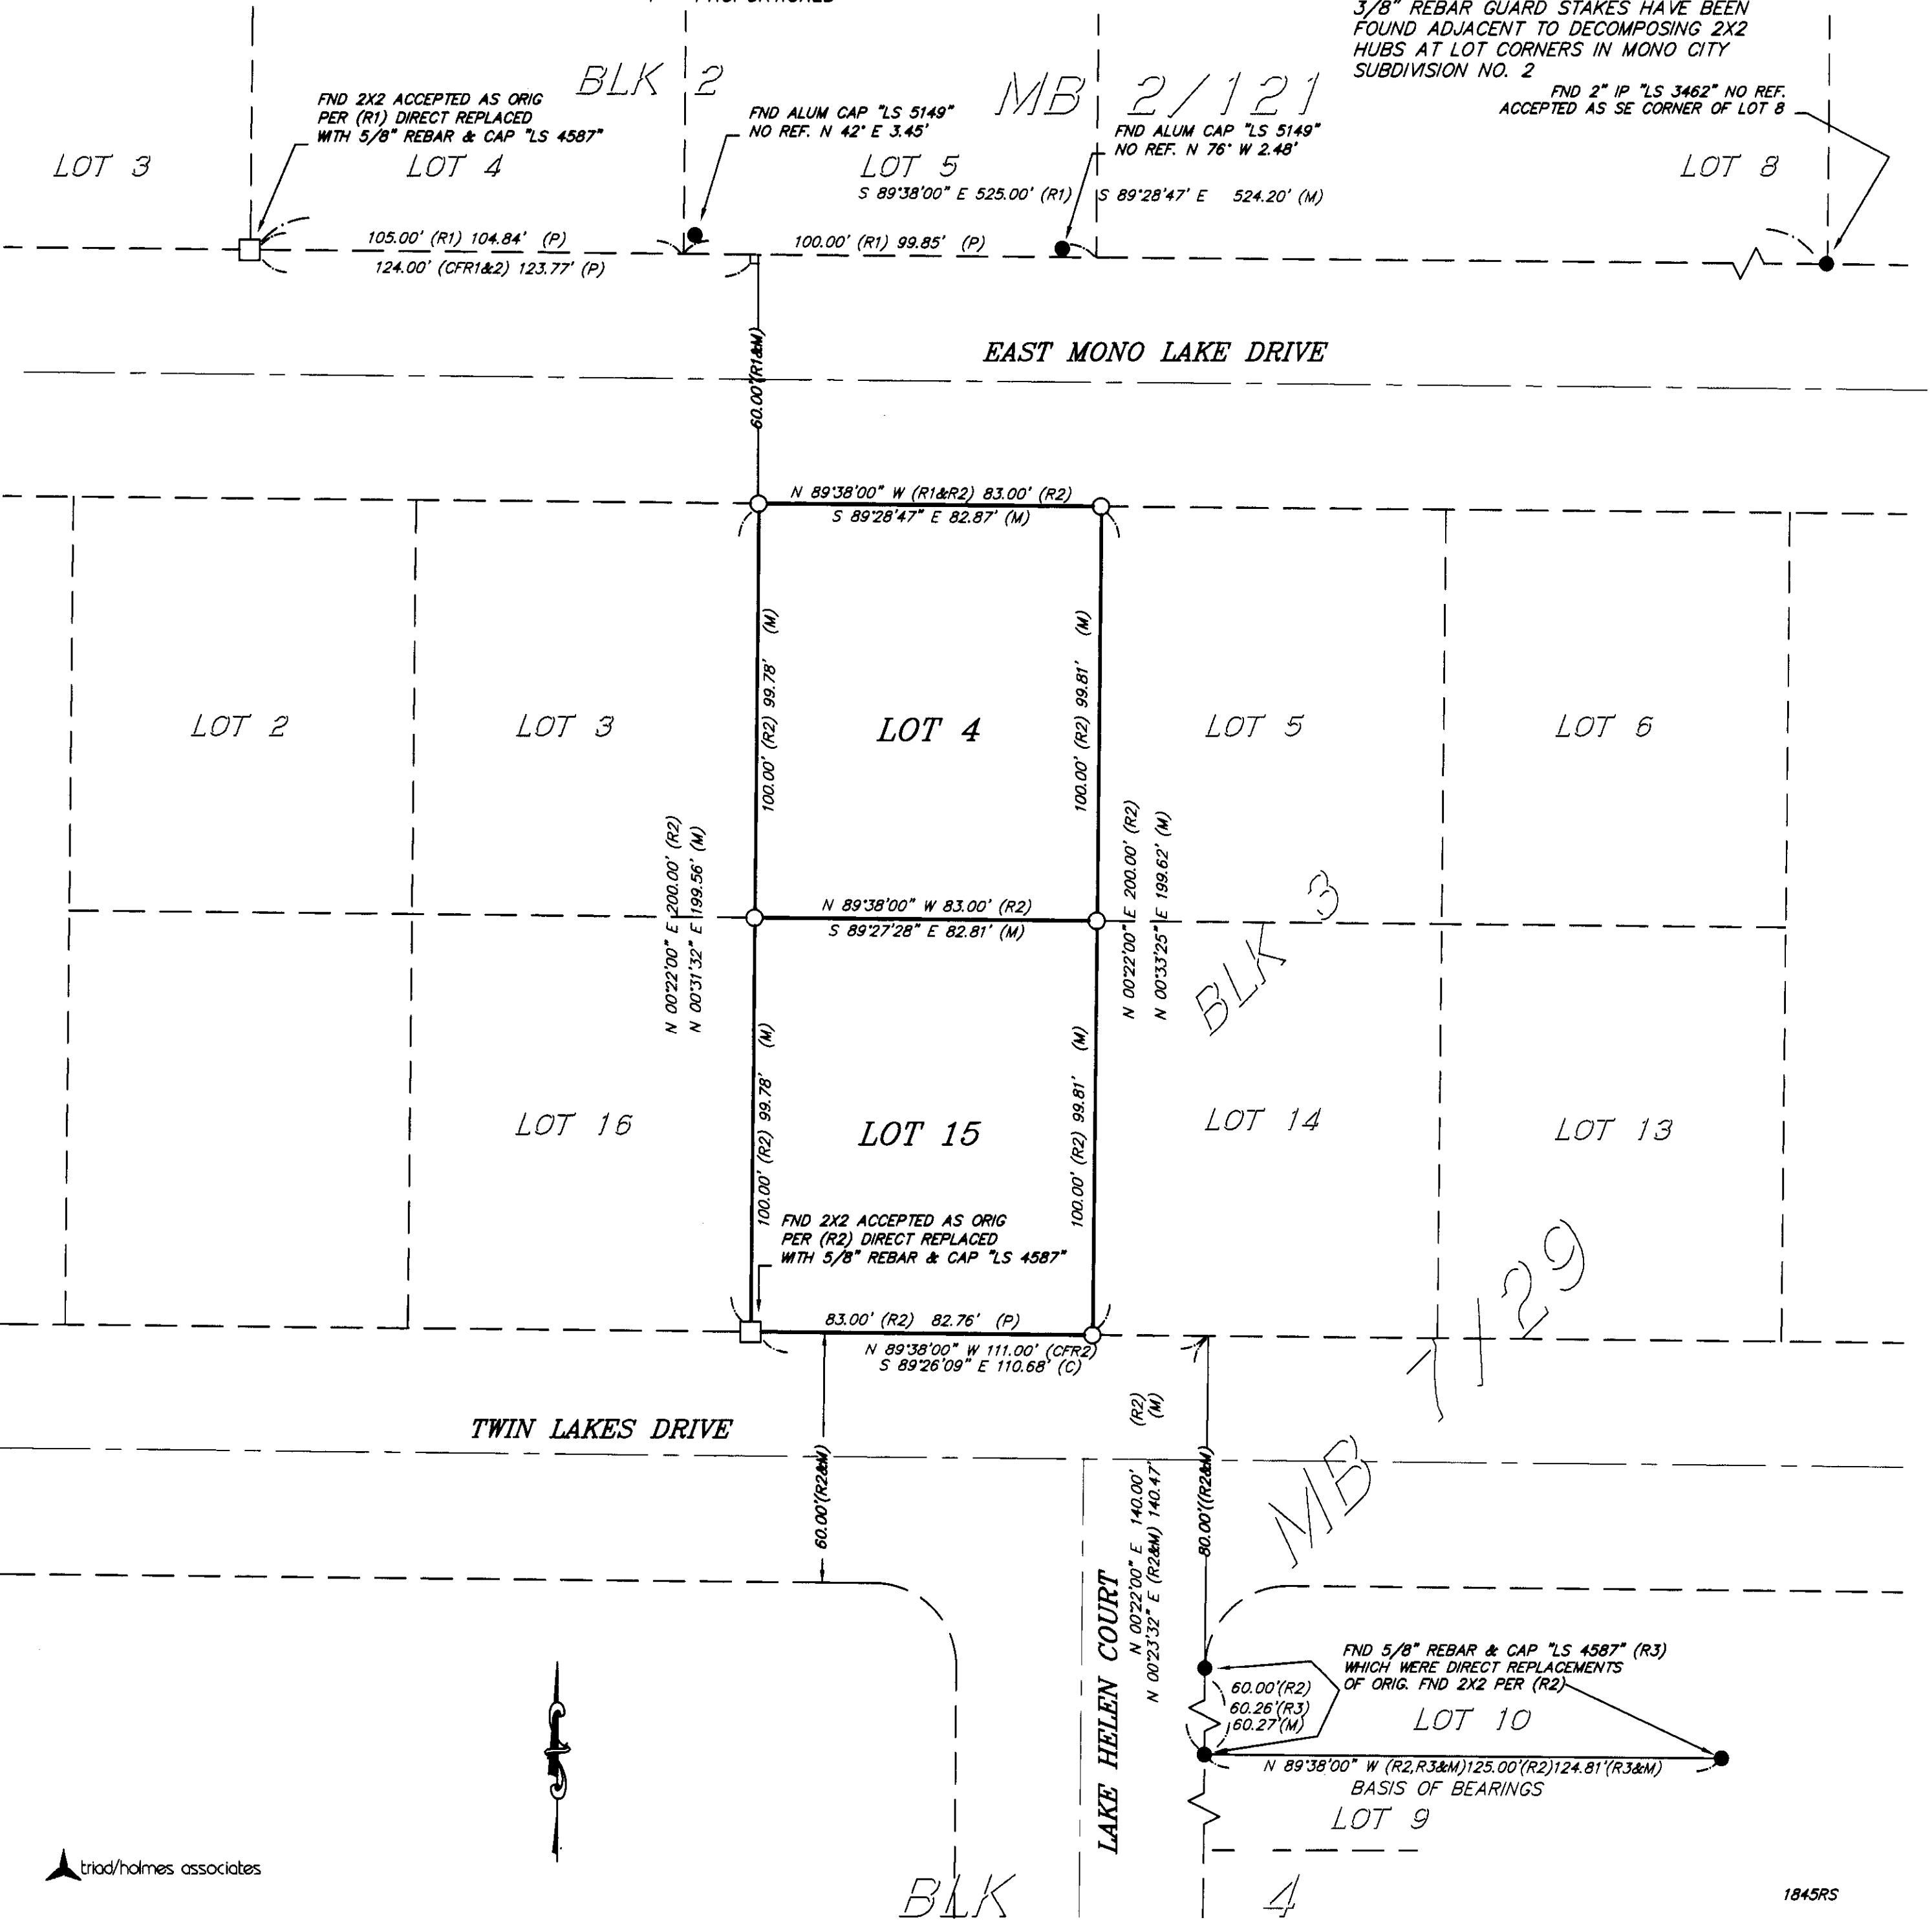 3/8" REBAR GUARD STAKES HAVE BEEN
FOUND ADJACENT TO DECOMPOSING 2X2
HUBS AT LOT CORNERS IN MONO CITY
SUBDIVISION NO. 2
FND 2" IP "LS 3462" NO REF.
ACCEPTED AS SE CORNER OF LOT 8
BLK 2
MB 2/121
FND 2X2 ACCEPTED AS ORIG
PER (R1) DIRECT REPLACED
WITH 5/8" REBAR & CAP "LS 4587"
FND ALUM CAP "LS 5149"
NO REF. N 42° E 3.45'
FND ALUM CAP "LS 5149"
NO REF. N 76° W 2.48'
LOT 3
LOT 4
LOT 5
LOT 8
S 89°38'00" E 525.00' (R1)
S 89°28'47" E 524.20' (M)
105.00' (R1) 104.84' (P)
100.00' (R1) 99.85' (P)
124.00' (CFR1&2) 123.77' (P)
60.00'(R1&M)
EAST MONO LAKE DRIVE
N 89°38'00" W (R1&R2) 83.00' (R2)
S 89°28'47" E 82.87' (M)
100.00' (R2) 99.78' (M)
100.00' (R2) 99.81' (M)
LOT 2
LOT 3
LOT 4
LOT 5
LOT 6
N 00°22'00" E 200.00' (R2)
N 00°31'32" E 199.56' (M)
N 00°22'00" E 200.00' (R2)
N 00°33'25" E 199.62' (M)
N 89°38'00" W 83.00' (R2)
S 89°27'28" E 82.81' (M)
BLK 3
100.00' (R2) 99.78' (M)
100.00' (R2) 99.81' (M)
LOT 16
LOT 15
LOT 14
LOT 13
FND 2X2 ACCEPTED AS ORIG
PER (R2) DIRECT REPLACED
WITH 5/8" REBAR & CAP "LS 4587"
83.00' (R2) 82.76' (P)
N 89°38'00" W 111.00' (CFR2)
S 89°26'09" E 110.68' (C)
MB 7/29
TWIN LAKES DRIVE
60.00'(R2&M)
N 00°22'00" E 140.00' (R2)
N 00°23'32" E (R2&M) 140.47' (M)
80.00'((R2&M)
LAKE HELEN COURT
FND 5/8" REBAR & CAP "LS 4587" (R3)
WHICH WERE DIRECT REPLACEMENTS
OF ORIG. FND 2X2 PER (R2)
60.00'(R2)
60.26'(R3)
60.27'(M)
LOT 10
N 89°38'00" W (R2,R3&M)125.00'(R2)124.81'(R3&M)
BASIS OF BEARINGS
LOT 9
triad/holmes associates
BLK 4
1845RS